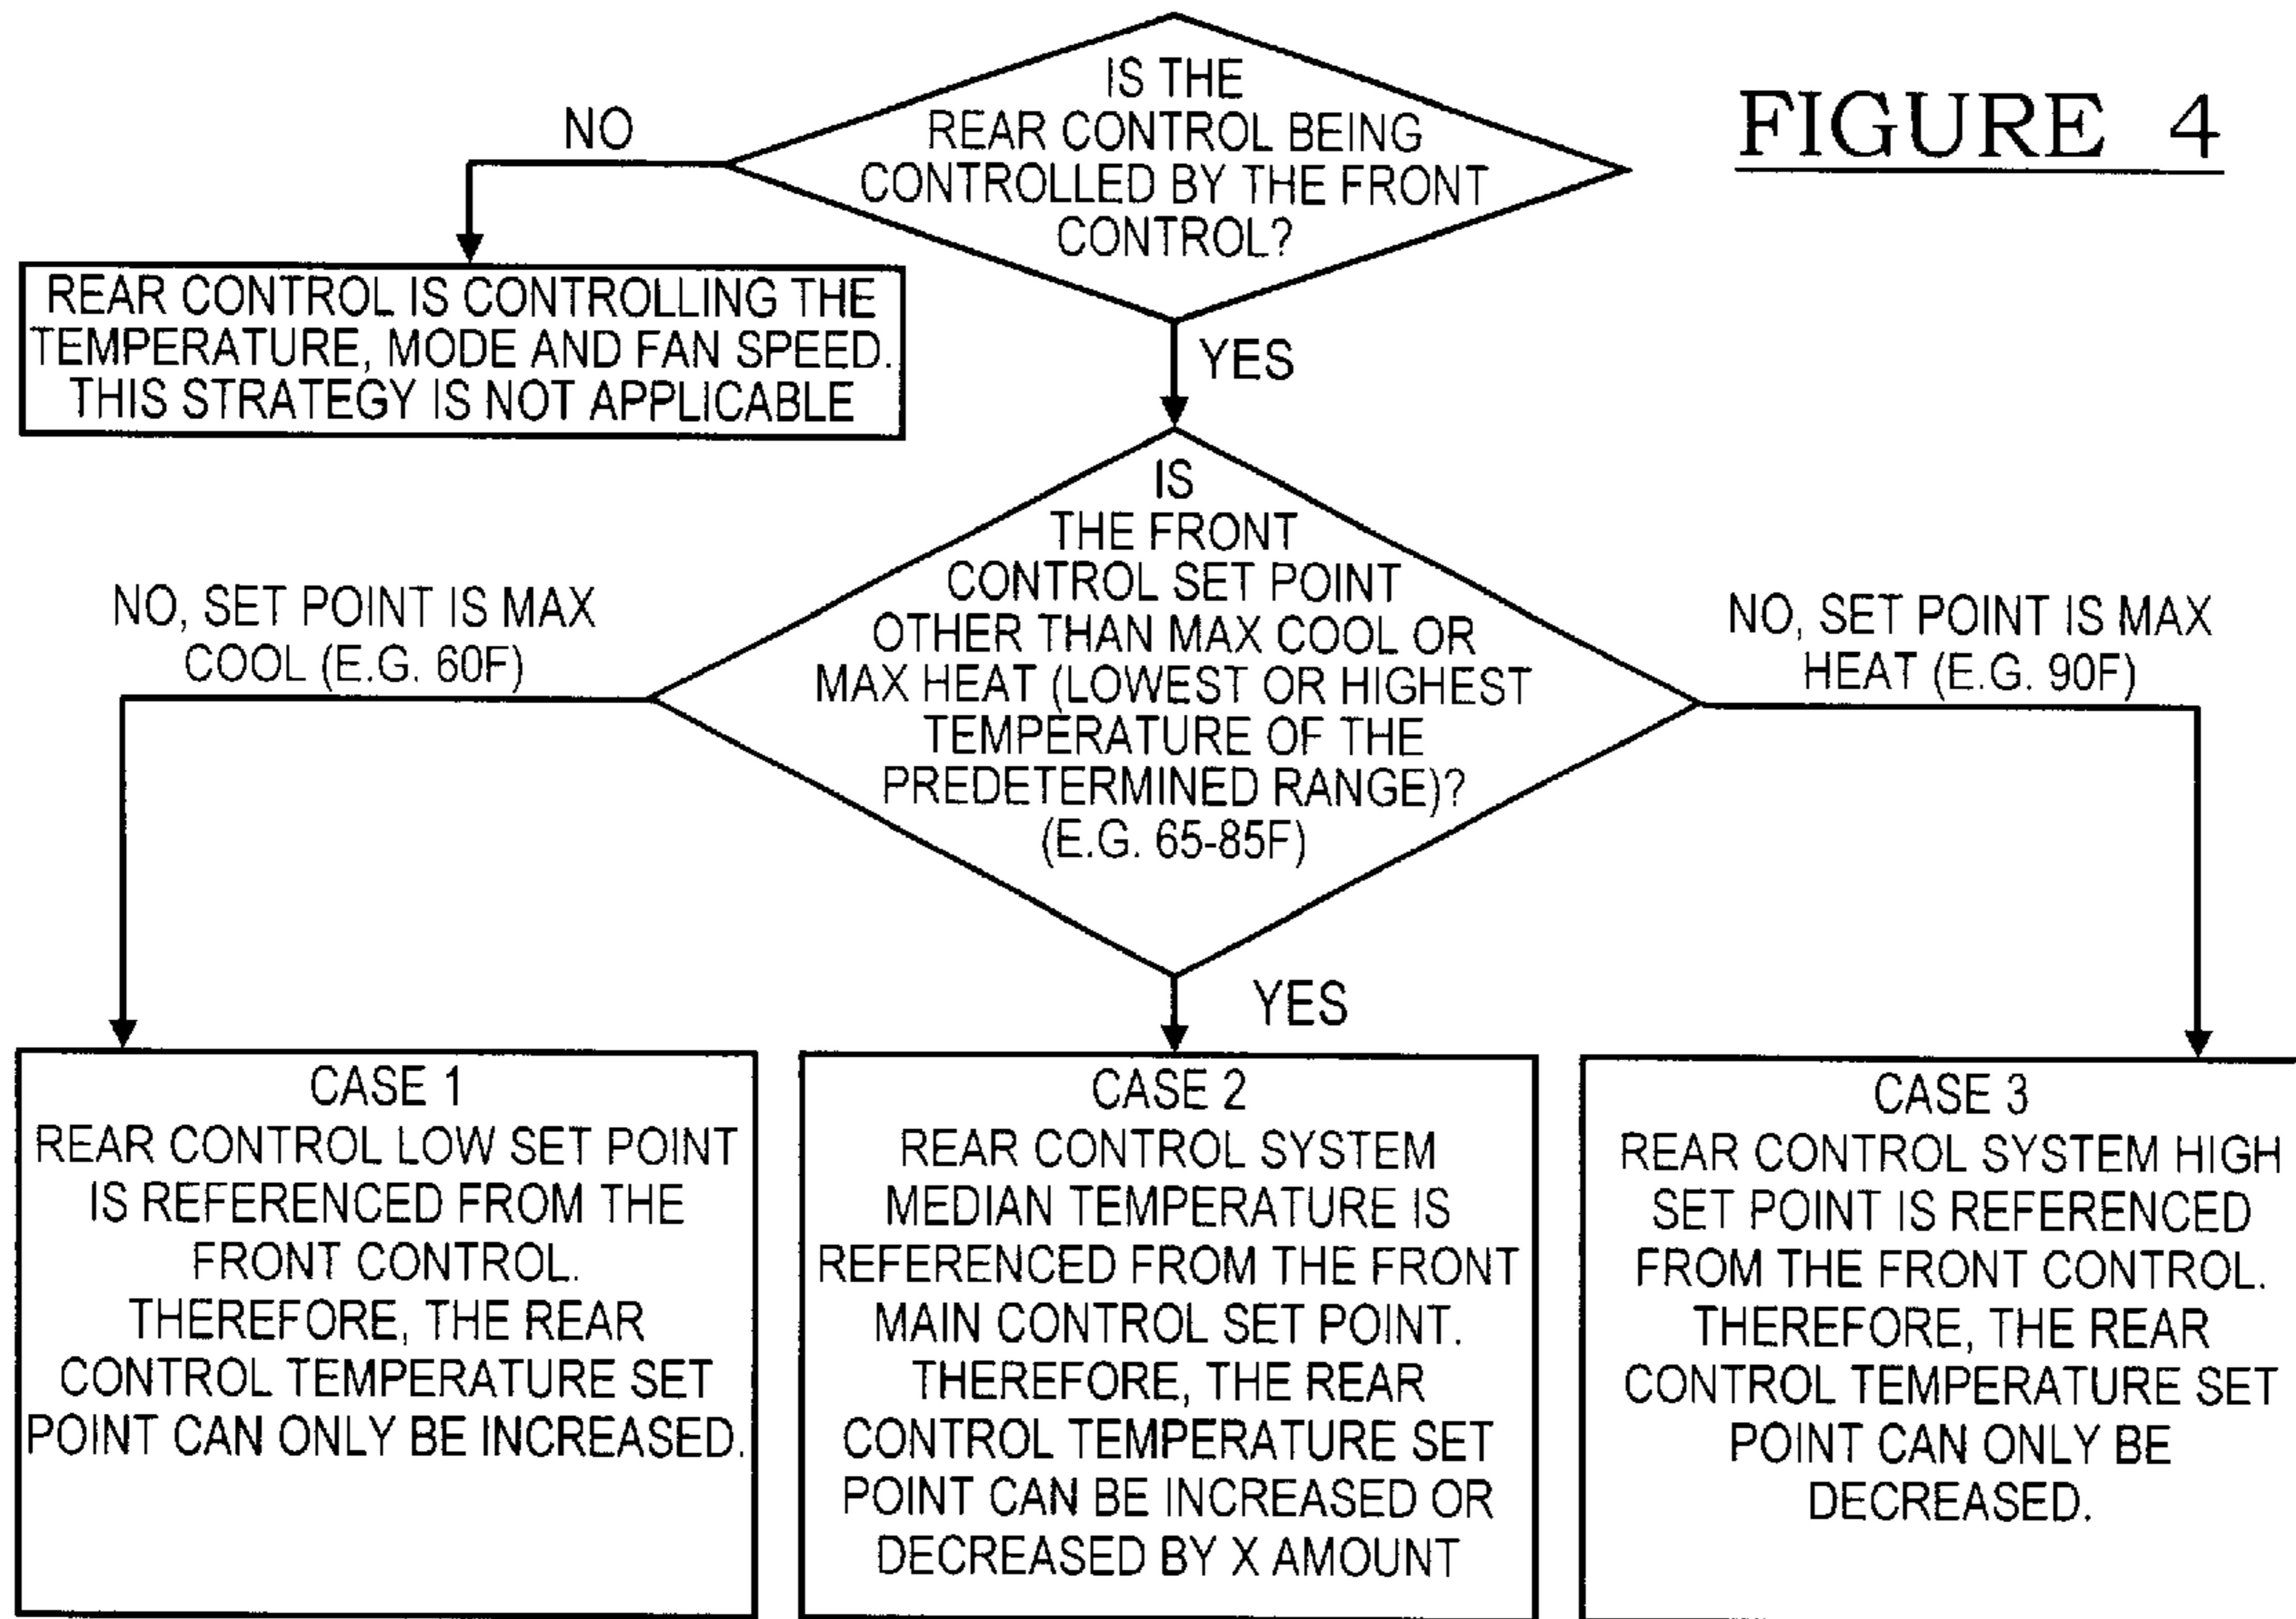 FIGURE 4
IS THE
REAR CONTROL BEING
CONTROLLED BY THE FRONT
CONTROL?
NO
REAR CONTROL IS CONTROLLING THE
TEMPERATURE, MODE AND FAN SPEED.
THIS STRATEGY IS NOT APPLICABLE
YES
IS
THE FRONT
CONTROL SET POINT
OTHER THAN MAX COOL OR
MAX HEAT (LOWEST OR HIGHEST
TEMPERATURE OF THE
PREDETERMINED RANGE)?
(E.G. 65-85F)
NO, SET POINT IS MAX
COOL (E.G. 60F)
NO, SET POINT IS MAX
HEAT (E.G. 90F)
YES
CASE 1
REAR CONTROL LOW SET POINT
IS REFERENCED FROM THE
FRONT CONTROL.
THEREFORE, THE REAR
CONTROL TEMPERATURE SET
POINT CAN ONLY BE INCREASED.
CASE 2
REAR CONTROL SYSTEM
MEDIAN TEMPERATURE IS
REFERENCED FROM THE FRONT
MAIN CONTROL SET POINT.
THEREFORE, THE REAR
CONTROL TEMPERATURE SET
POINT CAN BE INCREASED OR
DECREASED BY X AMOUNT
CASE 3
REAR CONTROL SYSTEM HIGH
SET POINT IS REFERENCED
FROM THE FRONT CONTROL.
THEREFORE, THE REAR
CONTROL TEMPERATURE SET
POINT CAN ONLY BE
DECREASED.